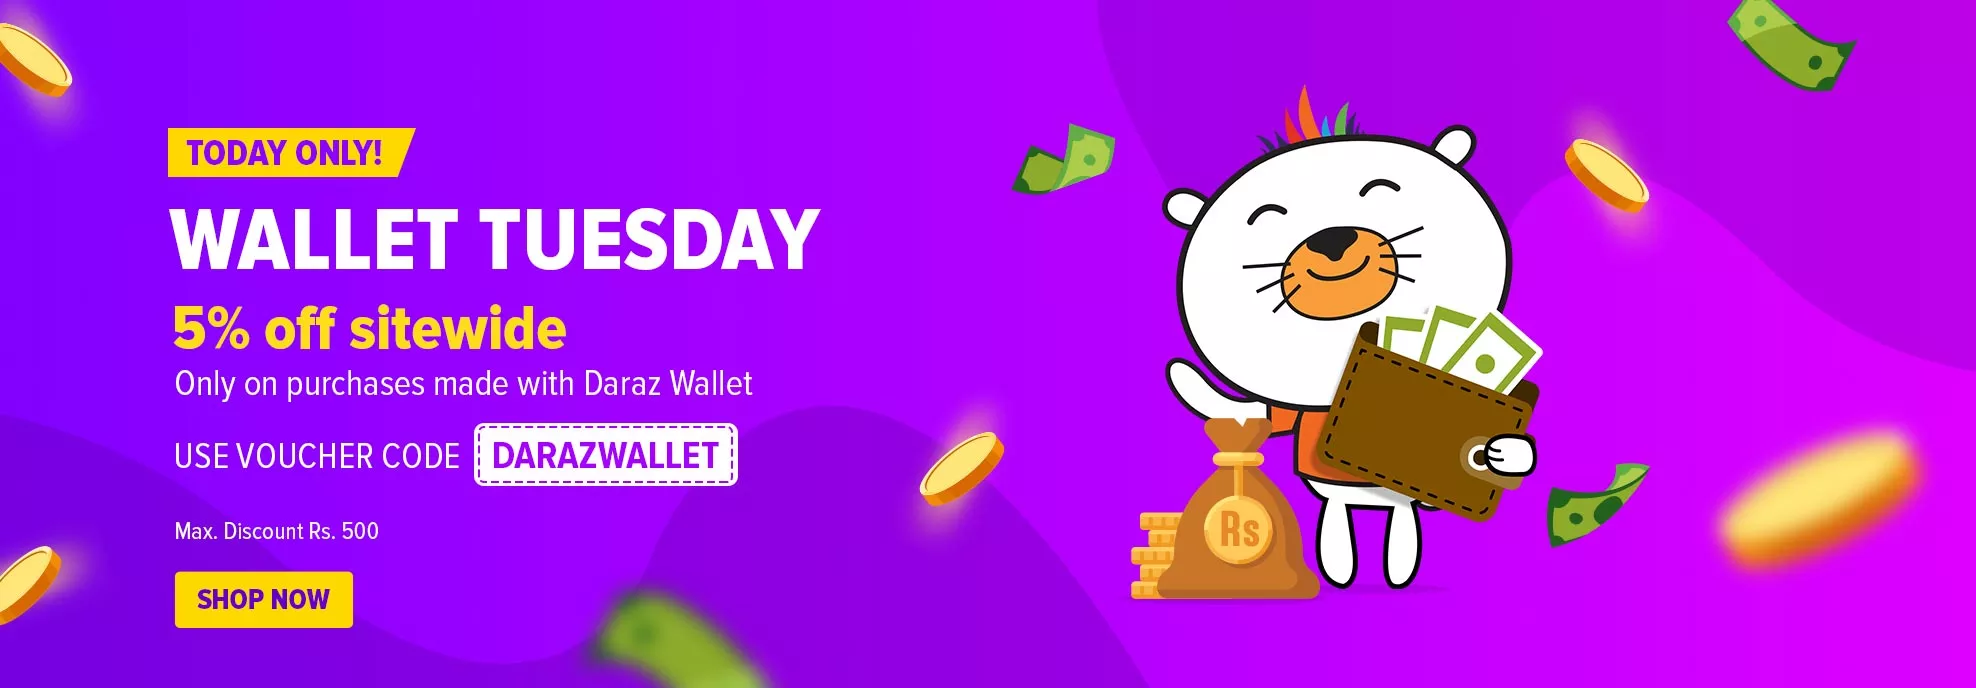 TODAY ONLY!
WALLET TUESDAY
5% off sitewide
Only on purchases made with Daraz Wallet
USE VOUCHER CODE DARAZWALLET
Max. Discount Rs. 500
SHOP NOW
Rs